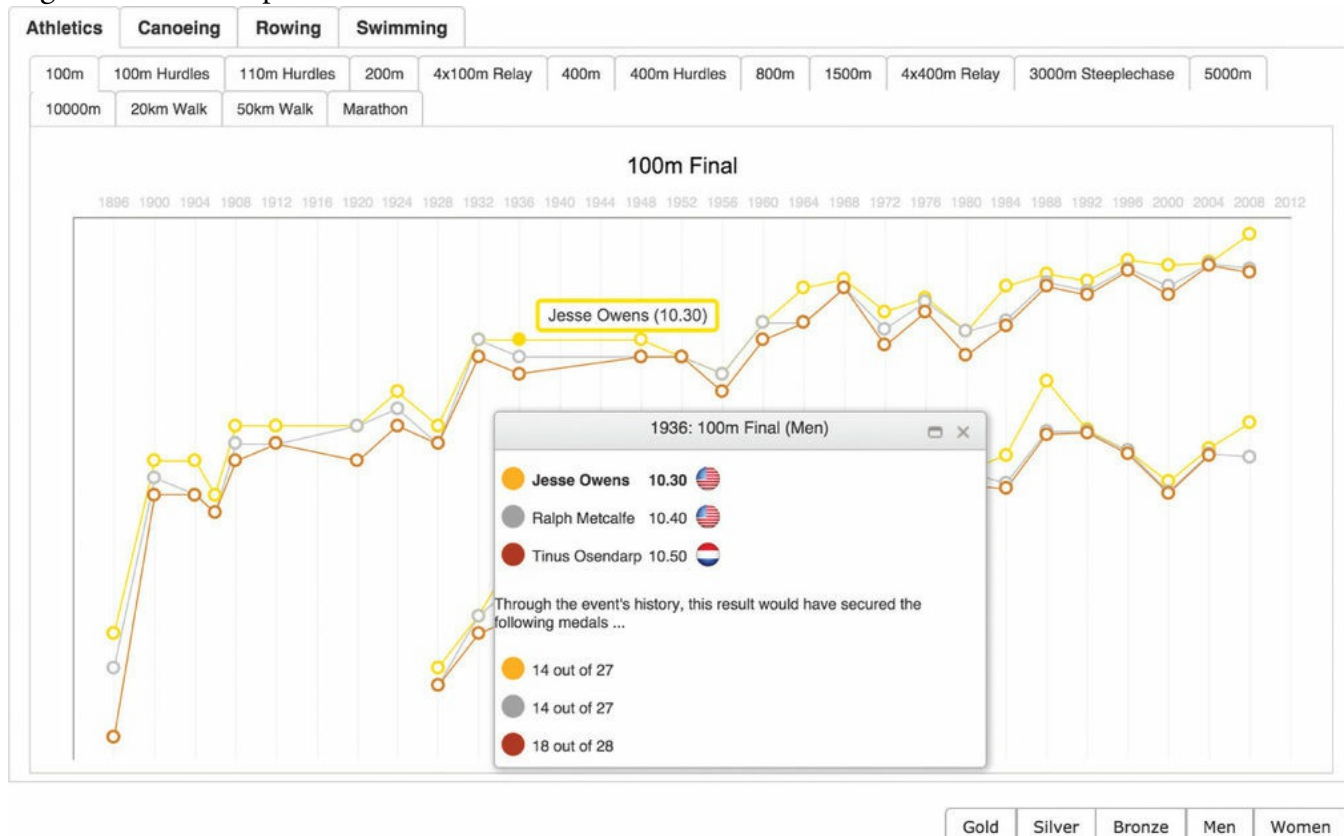 Athletics Canoeing Rowing Swimming
100m 100m Hurdles 110m Hurdles 200m 4x100m Relay 400m 400m Hurdles 800m 1500m 4x400m Relay 3000m Steeplechase 5000m
10000m 20km Walk 50km Walk Marathon
100m Final
1896 1900 1904 1908 1912 1916 1920 1924 1928 1932 1936 1940 1944 1948 1952 1956 1960 1964 1968 1972 1976 1980 1984 1988 1992 1996 2000 2004 2008 2012
Jesse Owens (10.30)
1936: 100m Final (Men)
Jesse Owens 10.30
Ralph Metcalfe 10.40
Tinus Osendarp 10.50
Through the event's history, this result would have secured the
following medals ...
14 out of 27
14 out of 27
18 out of 28
Gold Silver Bronze Men Women